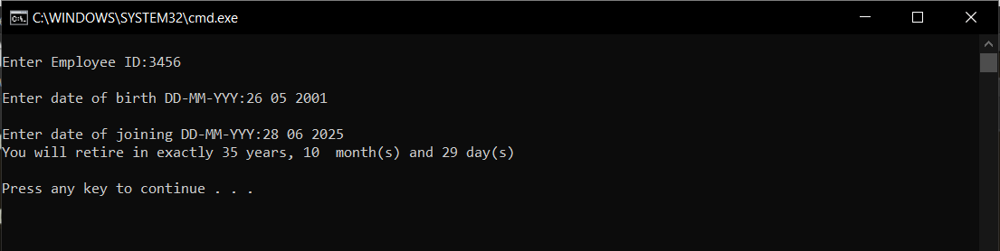 C:\WINDOWS\SYSTEM32\cmd.exe
Enter Employee ID:3456
Enter date of birth DD-MM-YYY:26 05 2001
Enter date of joining DD-MM-YYY:28 06 2025
You will retire in exactly 35 years, 10  month(s) and 29 day(s)
Press any key to continue . . .